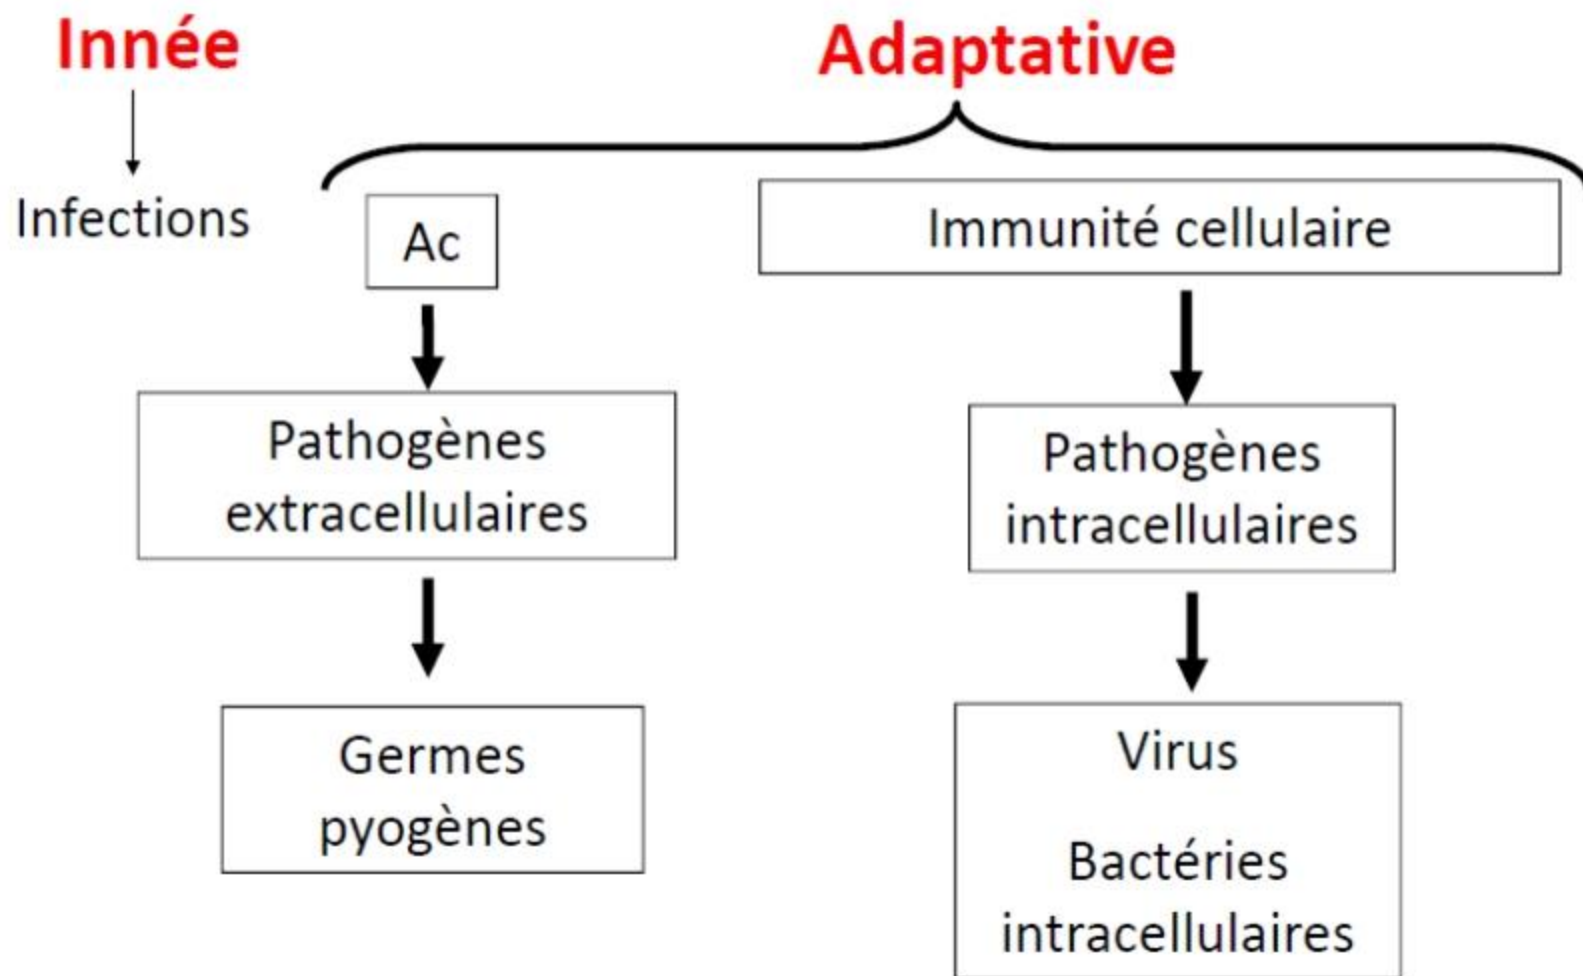 Innée
Adaptative
Infections
Ac
Immunité cellulaire
Pathogènes
extracellulaires
Pathogènes
intracellulaires
Germes
pyogènes
Virus
Bactéries
intracellulaires